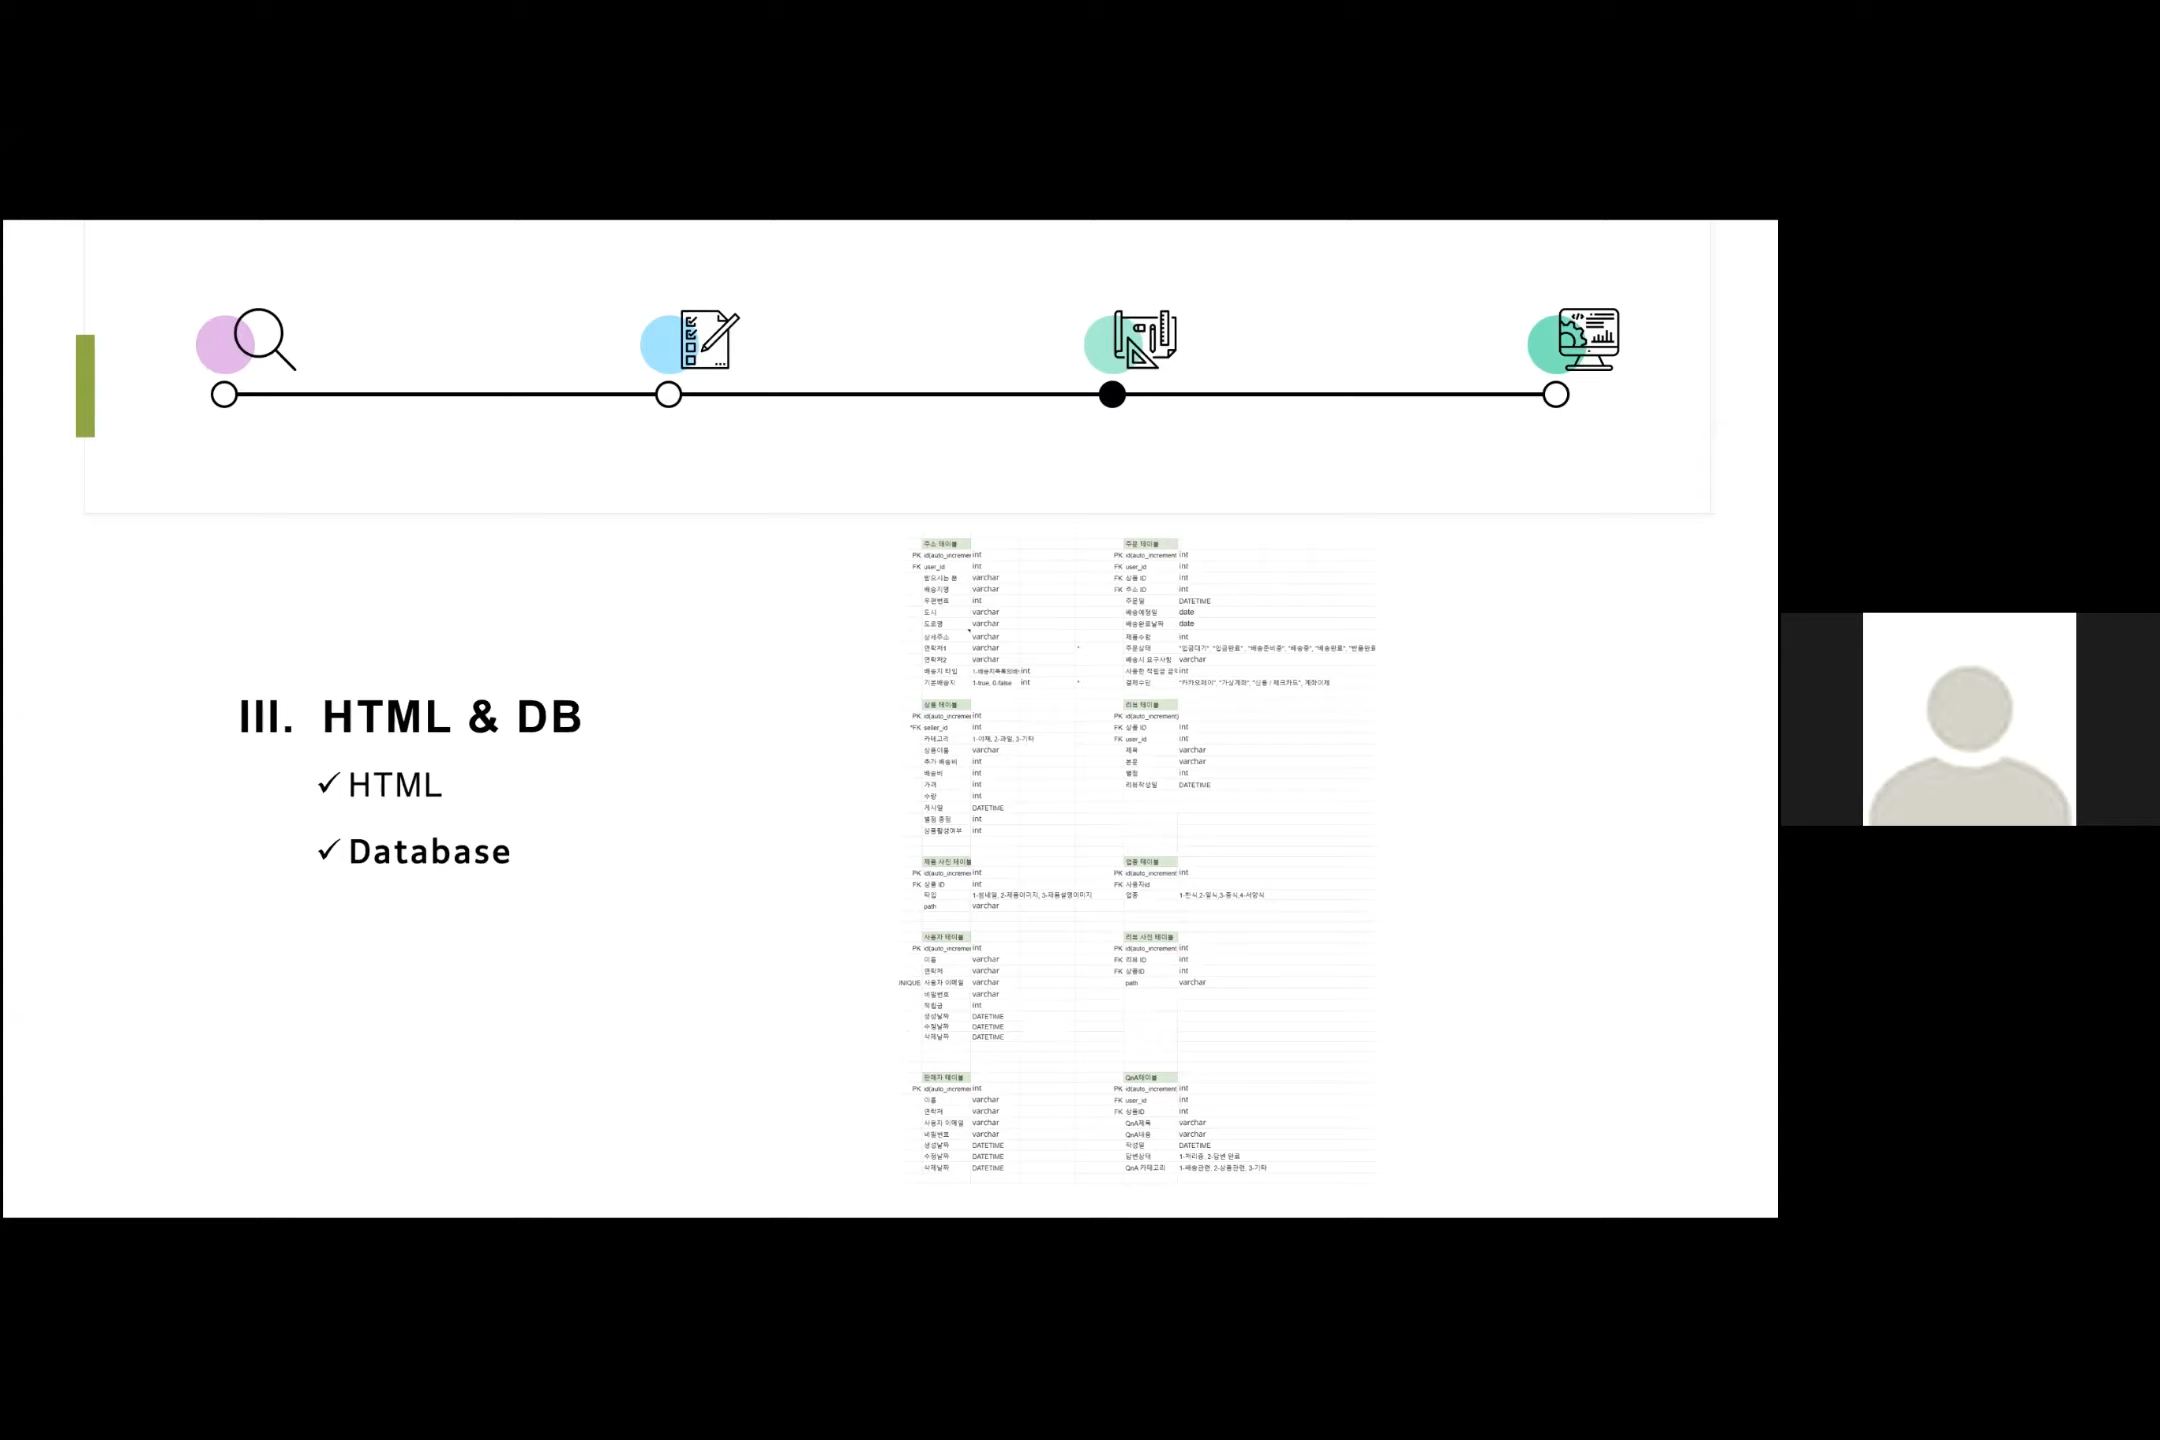 III. HTML & DB
✓ HTML
✓ Database
주소 테이블
PK id(auto_incremen int
FK user_id int
받으시는 분 varchar
배송지명 varchar
우편번호 int
도시 varchar
도로명 varchar
상세주소 varchar
연락처1 varchar
연락처2 varchar
배송지 타입 int
기본배송지 1-true, 0-false int
주문 테이블
PK id(auto_increment int
FK user_id int
FK 상품 ID int
FK 주소 ID int
주문일 DATETIME
배송예정일 date
배송완료날짜 date
제품수량 int
* 주문상태 "입금대기", "입금완료", "배송준비중", "배송중", "배송완료", "반품완료
배송시 요구사항 varchar
사용한 적립금 int
* 결제수단 "카카오페이", "가상계좌", "신용 / 체크카드", 계좌이체
상품 테이블
PK id(auto_incremen int
*FK seller_id int
카테고리 1-야채, 2-과일, 3-기타
상품이름 varchar
추가 배송비 int
배송비 int
가격 int
수량 int
게시일 DATETIME
별점 총점 int
상품활성여부 int
리뷰 테이블
PK id(auto_increment)
FK 상품 ID int
FK user_id int
제목 varchar
본문 varchar
별점 int
리뷰작성일 DATETIME
제품 사진 테이블
PK id(auto_incremen int
FK 상품 ID int
타입 1-썸네일, 2-제품이미지, 3-제품설명이미지
path varchar
업종 테이블
PK id(auto_increment int
FK 사용자id
업종 1-한식,2-일식,3-중식,4-서양식
사용자 테이블
PK id(auto_incremen int
이름 varchar
연락처 varchar
INIQUE 사용자 이메일 varchar
비밀번호 varchar
적립금 int
생성날짜 DATETIME
수정날짜 DATETIME
삭제날짜 DATETIME
리뷰 사진 테이블
PK id(auto_increment int
FK 리뷰 ID int
FK 상품ID int
path varchar
판매자 테이블
PK id(auto_incremen int
이름 varchar
연락처 varchar
사용자 이메일 varchar
비밀번호 varchar
생성날짜 DATETIME
수정날짜 DATETIME
삭제날짜 DATETIME
QnA테이블
PK id(auto_increment int
FK user_id int
FK 상품ID int
QnA제목 varchar
QnA내용 varchar
작성일 DATETIME
답변상태 1-처리중, 2-답변 완료
QnA 카테고리 1-배송관련, 2-상품관련, 3-기타